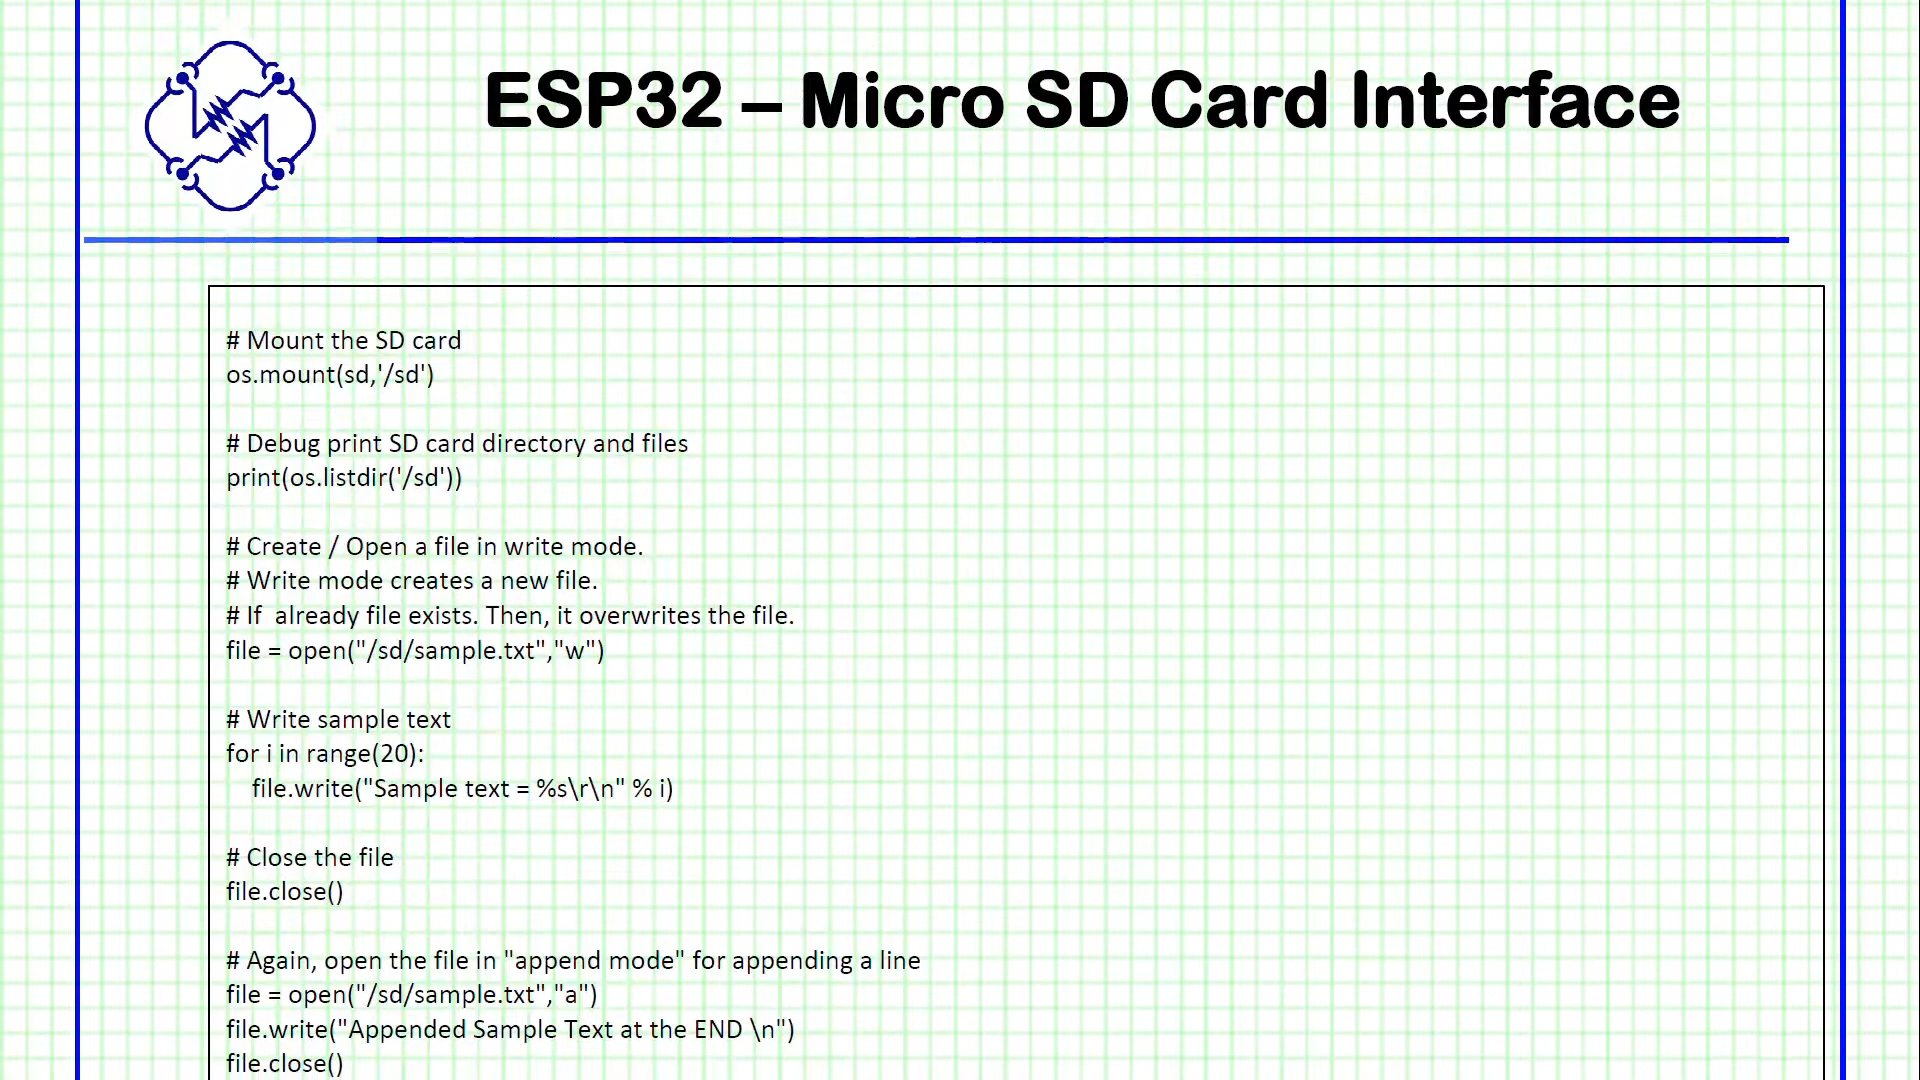 ESP32 – Micro SD Card Interface
# Mount the SD card
os.mount(sd,'/sd')
# Debug print SD card directory and files
print(os.listdir('/sd'))
# Create / Open a file in write mode.
# Write mode creates a new file.
# If  already file exists. Then, it overwrites the file.
file = open("/sd/sample.txt","w")
# Write sample text
for i in range(20):
    file.write("Sample text = %s\r\n" % i)
# Close the file
file.close()
# Again, open the file in "append mode" for appending a line
file = open("/sd/sample.txt","a")
file.write("Appended Sample Text at the END \n")
file.close()